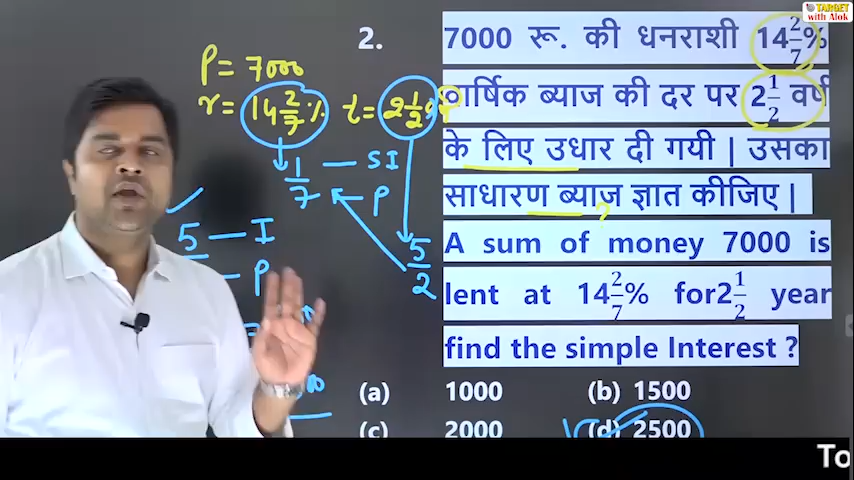 TARGET
with Alok
2. 7000 रू. की धनराशी 14 2/7%
वार्षिक ब्याज की दर पर 2 1/2 वर्ष
के लिए उधार दी गयी | उसका
साधारण ब्याज ज्ञात कीजिए |
A sum of money 7000 is
lent at 14 2/7% for2 1/2 year
find the simple Interest ?
(a) 1000 (b) 1500
(c) 2000 (d) 2500
P = 7000
r = 14 2/7 % t = 2 1/2
1/7 — SI
— P
5 — I
— P
5/2
To